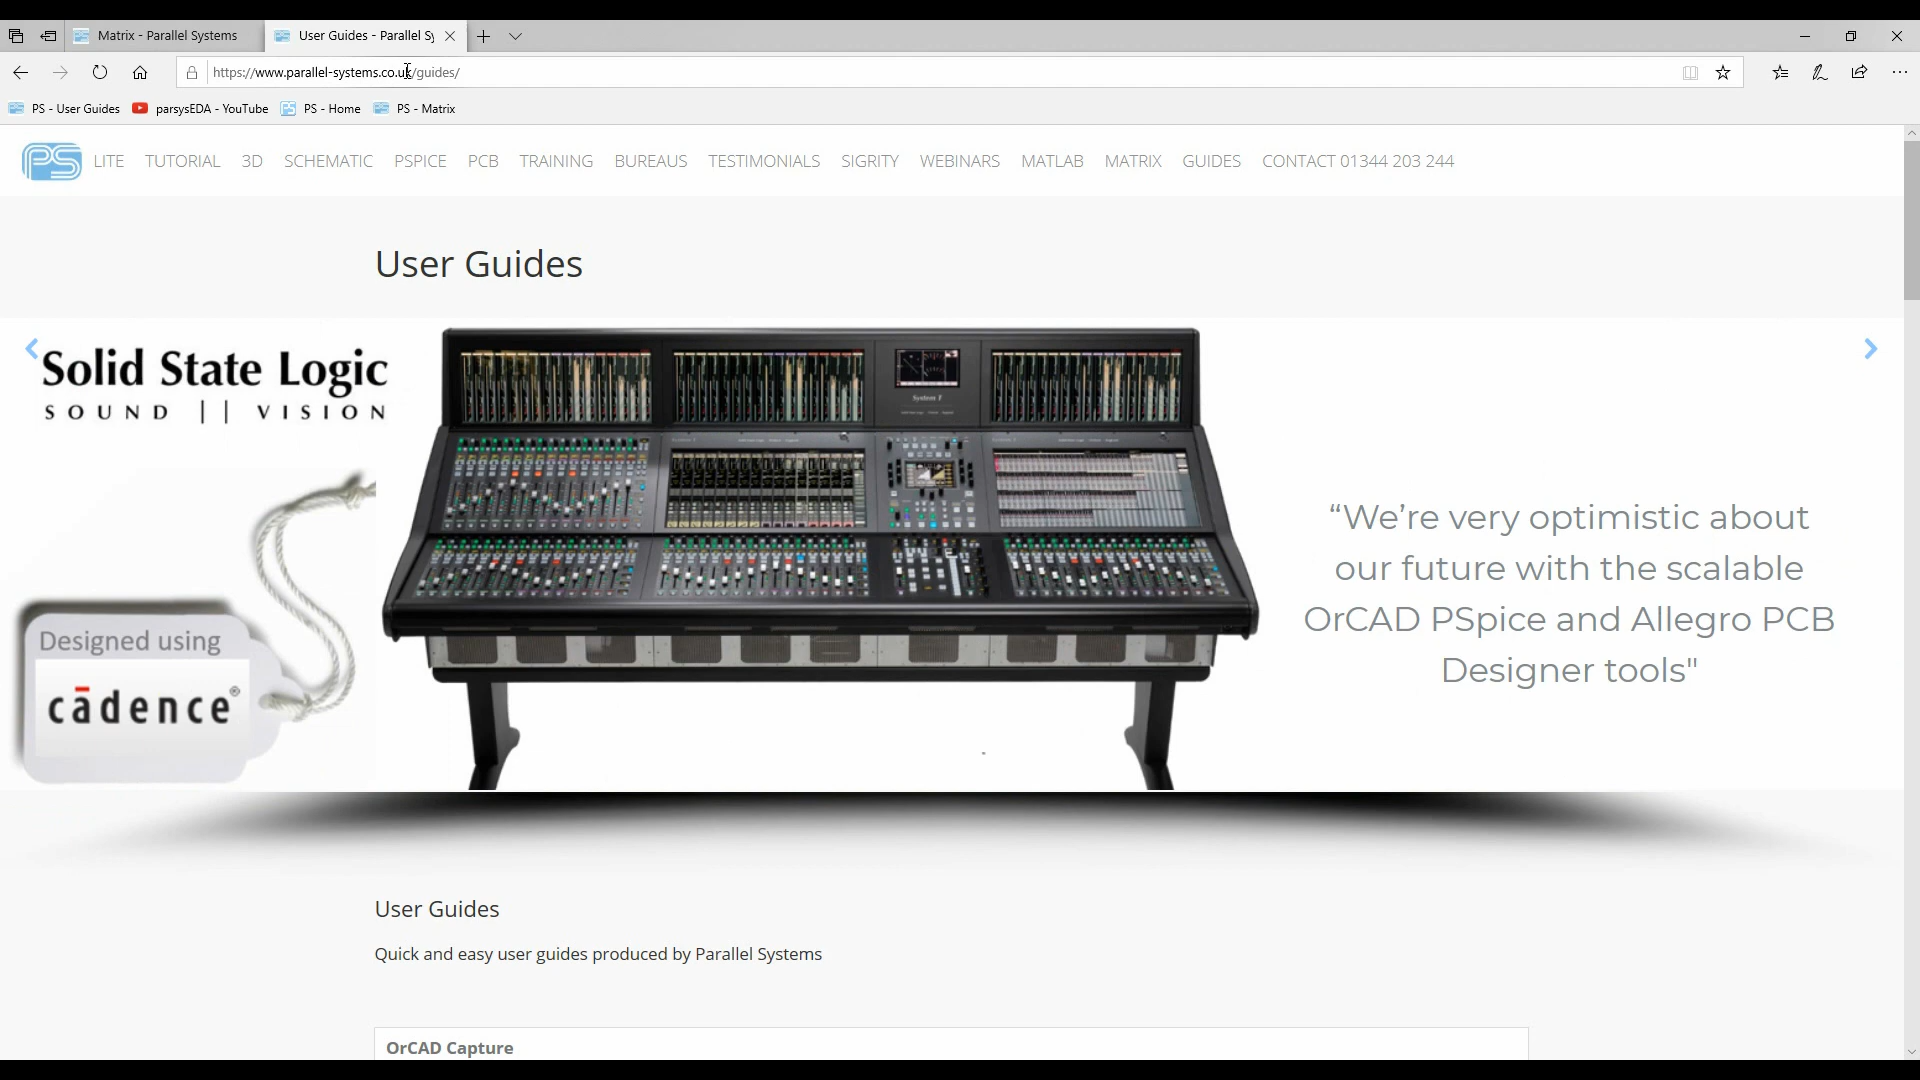 Matrix - Parallel Systems
User Guides - Parallel Sy
https://www.parallel-systems.co.uk/guides/
PS - User Guides
parsysEDA - YouTube
PS - Home
PS - Matrix
PS
LITE
TUTORIAL
3D
SCHEMATIC
PSPICE
PCB
TRAINING
BUREAUS
TESTIMONIALS
SIGRITY
WEBINARS
MATLAB
MATRIX
GUIDES
CONTACT 01344 203 244
User Guides
Solid State Logic
SOUND || VISION
System T
Designed using
cādence®
“We’re very optimistic about
our future with the scalable
OrCAD PSpice and Allegro PCB
Designer tools"
User Guides
Quick and easy user guides produced by Parallel Systems
OrCAD Capture